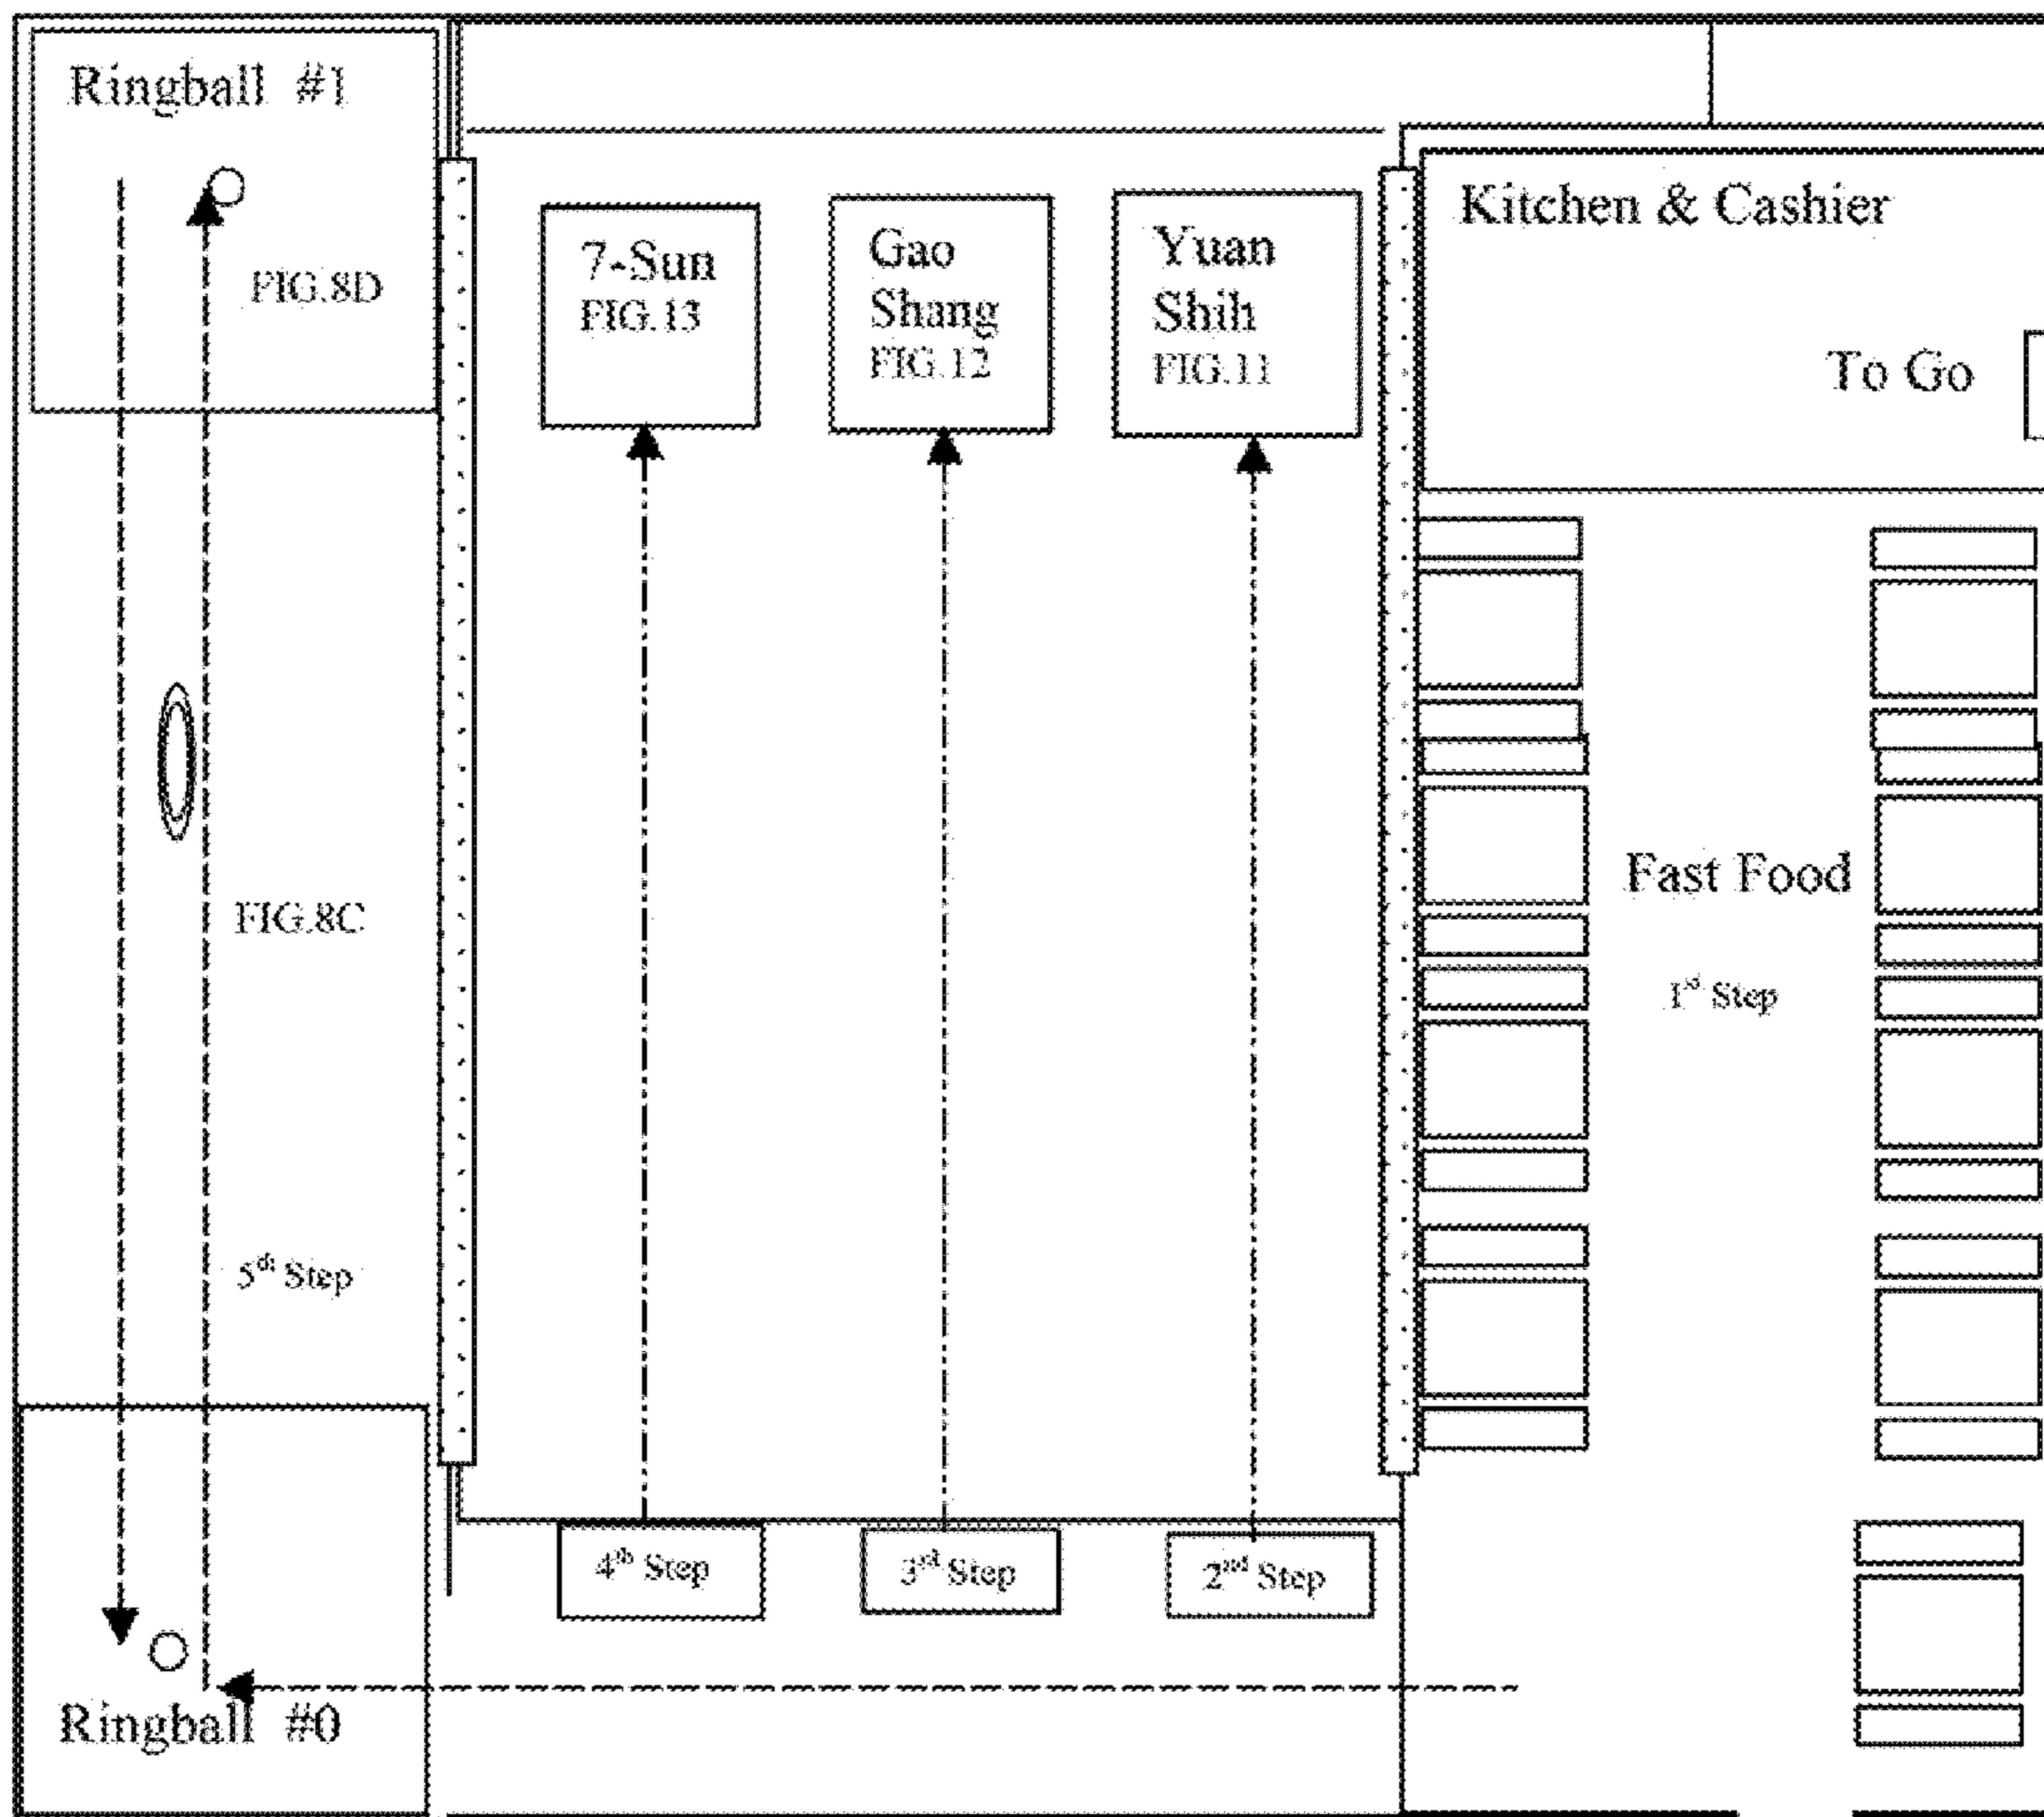 Ringball #1
FIG.8D
FIG.8C
5th Step
Ringball #0
7-Sun
FIG.13
Gao
Shang
FIG.12
Yuan
Shih
FIG.11
4th Step
3rd Step
2nd Step
Kitchen & Cashier
To Go
Fast Food
1st Step